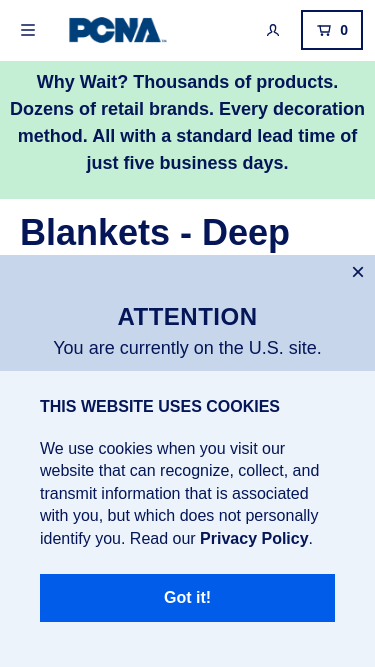 PCNA
0
Why Wait? Thousands of products.
Dozens of retail brands. Every decoration
method. All with a standard lead time of
just five business days.
Blankets - Deep
×
ATTENTION
You are currently on the U.S. site.
THIS WEBSITE USES COOKIES
We use cookies when you visit our
website that can recognize, collect, and
transmit information that is associated
with you, but which does not personally
identify you. Read our Privacy Policy.
Got it!